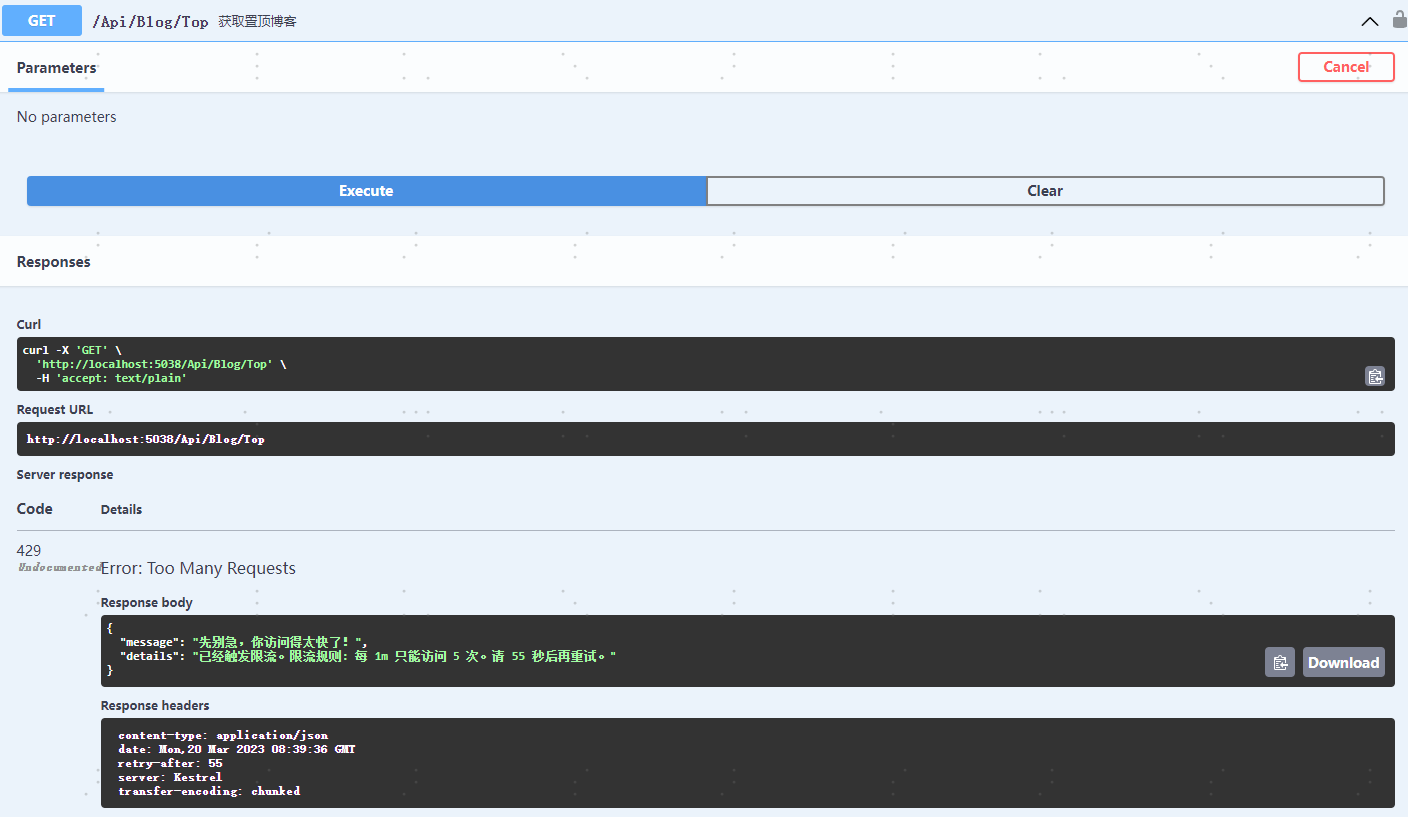 GET /Api/Blog/Top 获取置顶博客
Parameters
Cancel
No parameters
Execute
Clear
Responses
Curl
curl -X 'GET' \
'http://localhost:5038/Api/Blog/Top' \
-H 'accept: text/plain'
Request URL
http://localhost:5038/Api/Blog/Top
Server response
Code Details
429
Undocumented
Error: Too Many Requests
Response body
{
"message": "先别急，你访问得太快了！",
"details": "已经触发限流。限流规则: 每 1m 只能访问 5 次。请 55 秒后再重试。"
}
Download
Response headers
content-type: application/json
date: Mon,20 Mar 2023 08:39:36 GMT
retry-after: 55
server: Kestrel
transfer-encoding: chunked